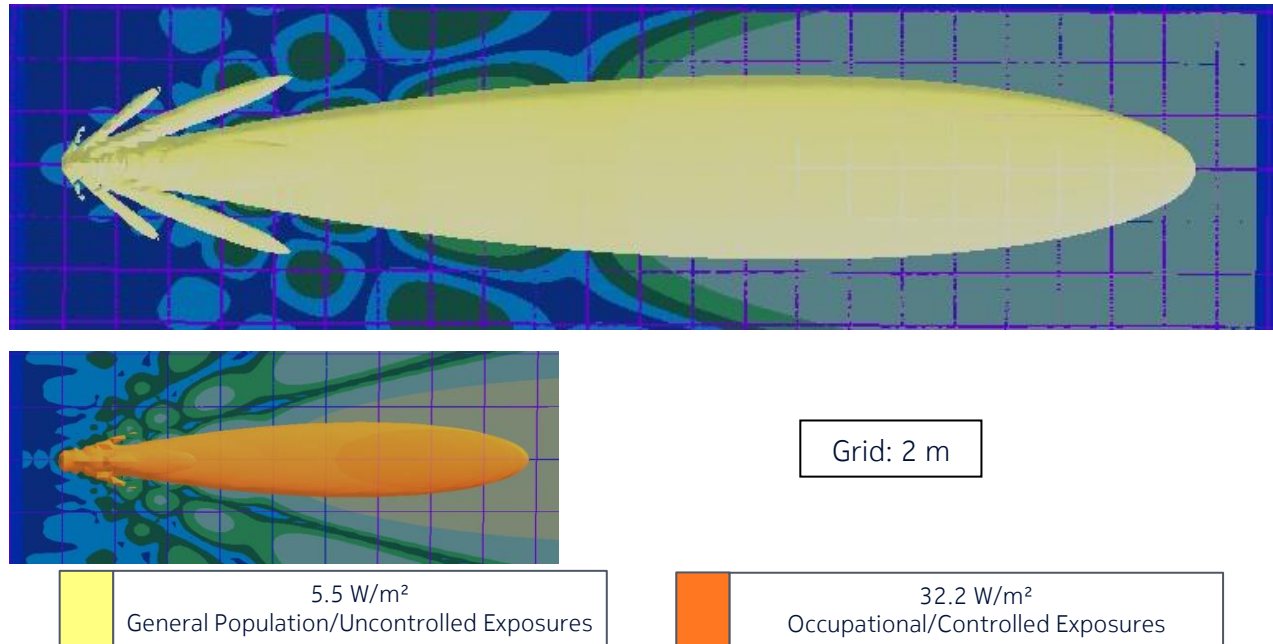 Grid: 2 m
5.5 W/m²
General Population/Uncontrolled Exposures
32.2 W/m²
Occupational/Controlled Exposures